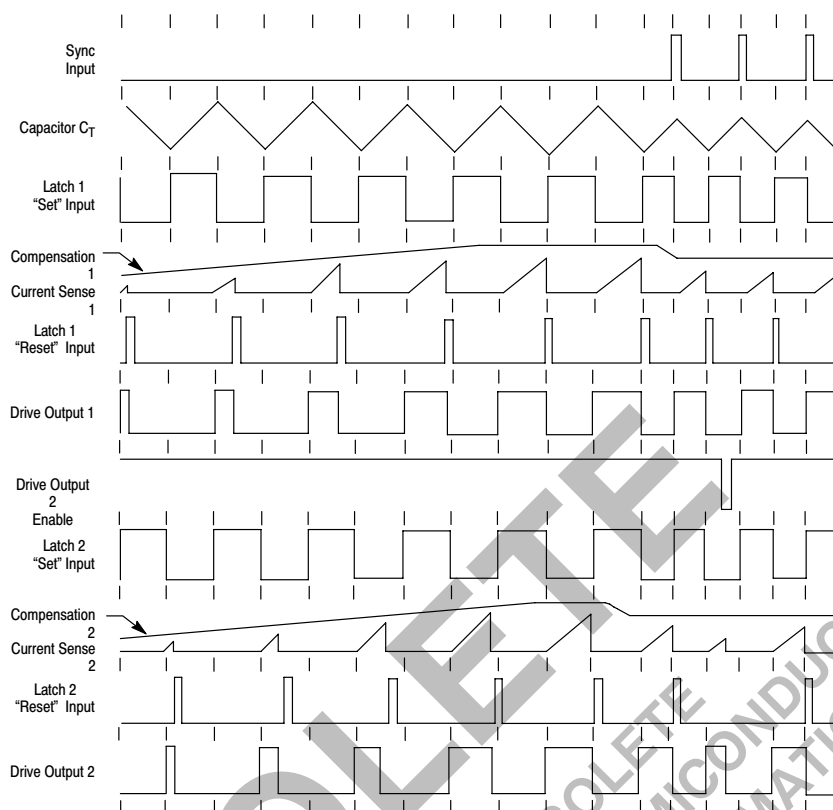 Sync
Input
Capacitor CT
Latch 1
“Set” Input
Compensation
1
Current Sense
1
Latch 1
“Reset” Input
Drive Output 1
Drive Output
2
Enable
Latch 2
“Set” Input
Compensation
2
Current Sense
2
Latch 2
“Reset” Input
Drive Output 2